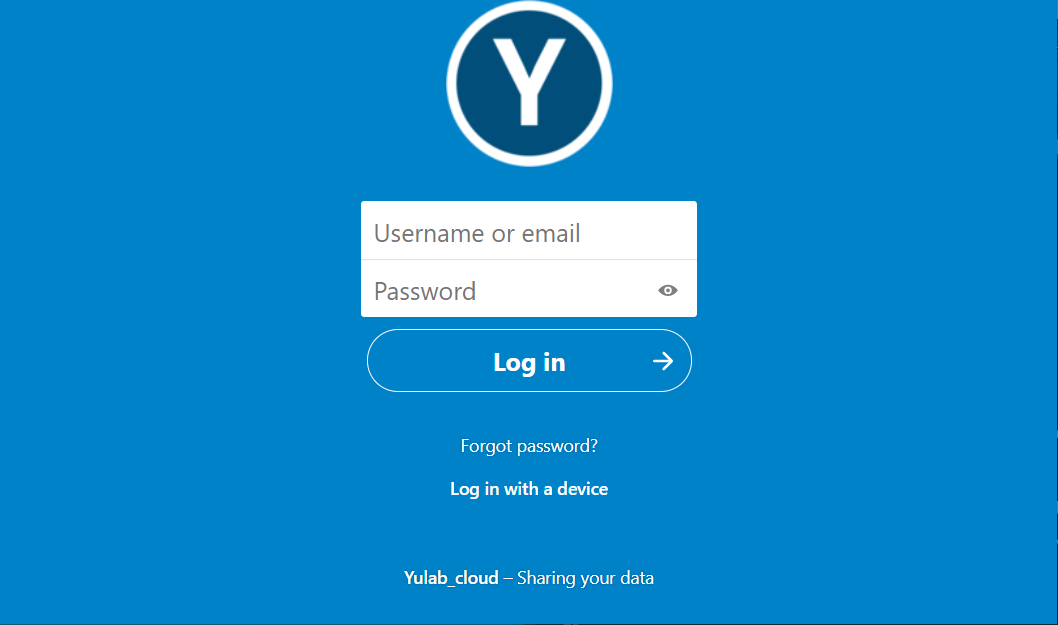 Y
Username or email
Password
Log in
Forgot password?
Log in with a device
Yulab_cloud – Sharing your data